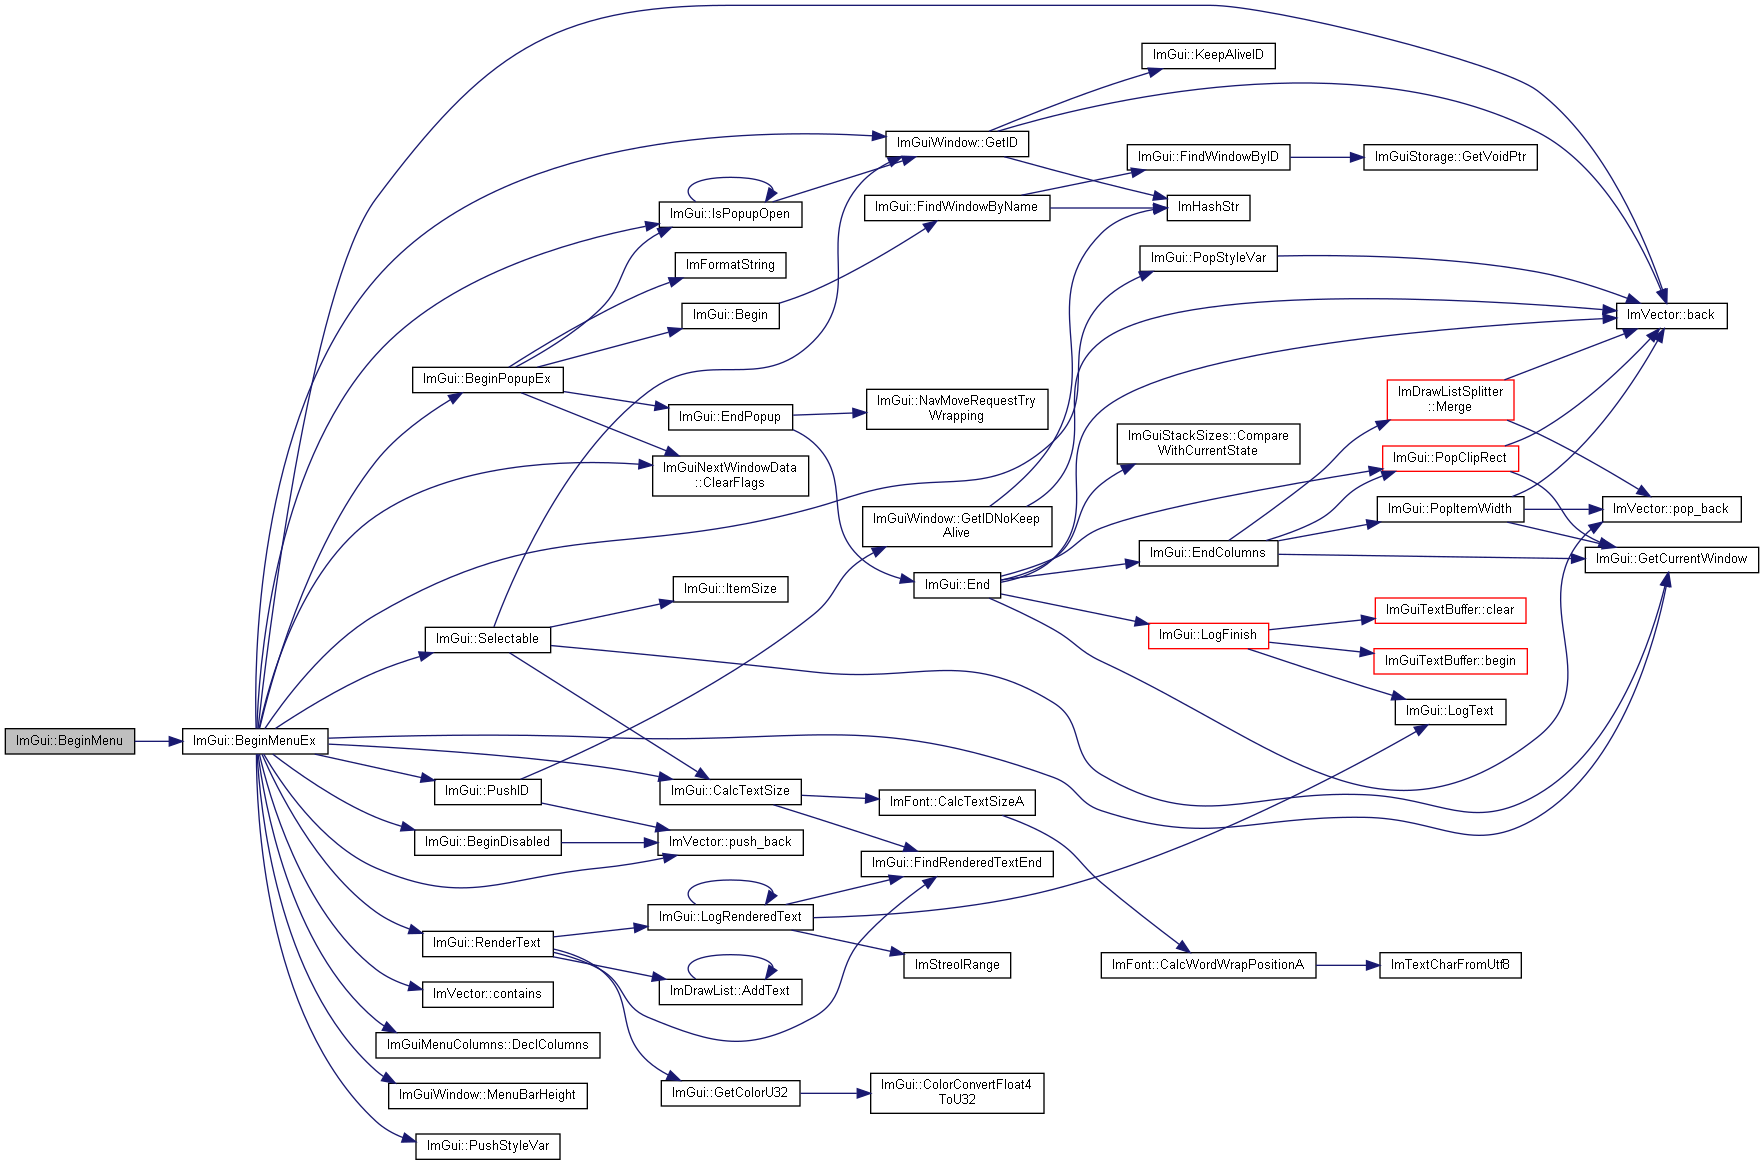 ImGui::KeepAliveID
ImGuiWindow::GetID
ImGui::FindWindowByID
ImGuiStorage::GetVoidPtr
ImGui::IsPopupOpen
ImGui::FindWindowByName
ImHashStr
ImFormatString
ImGui::PopStyleVar
ImGui::Begin
ImVector::back
ImGui::BeginPopupEx
ImGui::EndPopup
ImGui::NavMoveRequestTry
Wrapping
ImDrawListSplitter
::Merge
ImGuiStackSizes::Compare
WithCurrentState
ImGui::PopClipRect
ImGuiNextWindowData
::ClearFlags
ImGui::PopItemWidth
ImVector::pop_back
ImGuiWindow::GetIDNoKeep
Alive
ImGui::EndColumns
ImGui::GetCurrentWindow
ImGui::End
ImGui::ItemSize
ImGuiTextBuffer::clear
ImGui::Selectable
ImGui::LogFinish
ImGuiTextBuffer::begin
ImGui::LogText
ImGui::BeginMenu
ImGui::BeginMenuEx
ImGui::PushID
ImGui::CalcTextSize
ImFont::CalcTextSizeA
ImGui::BeginDisabled
ImVector::push_back
ImGui::FindRenderedTextEnd
ImGui::LogRenderedText
ImGui::RenderText
ImStreolRange
ImFont::CalcWordWrapPositionA
ImTextCharFromUtf8
ImVector::contains
ImDrawList::AddText
ImGuiMenuColumns::DeclColumns
ImGuiWindow::MenuBarHeight
ImGui::GetColorU32
ImGui::ColorConvertFloat4
ToU32
ImGui::PushStyleVar